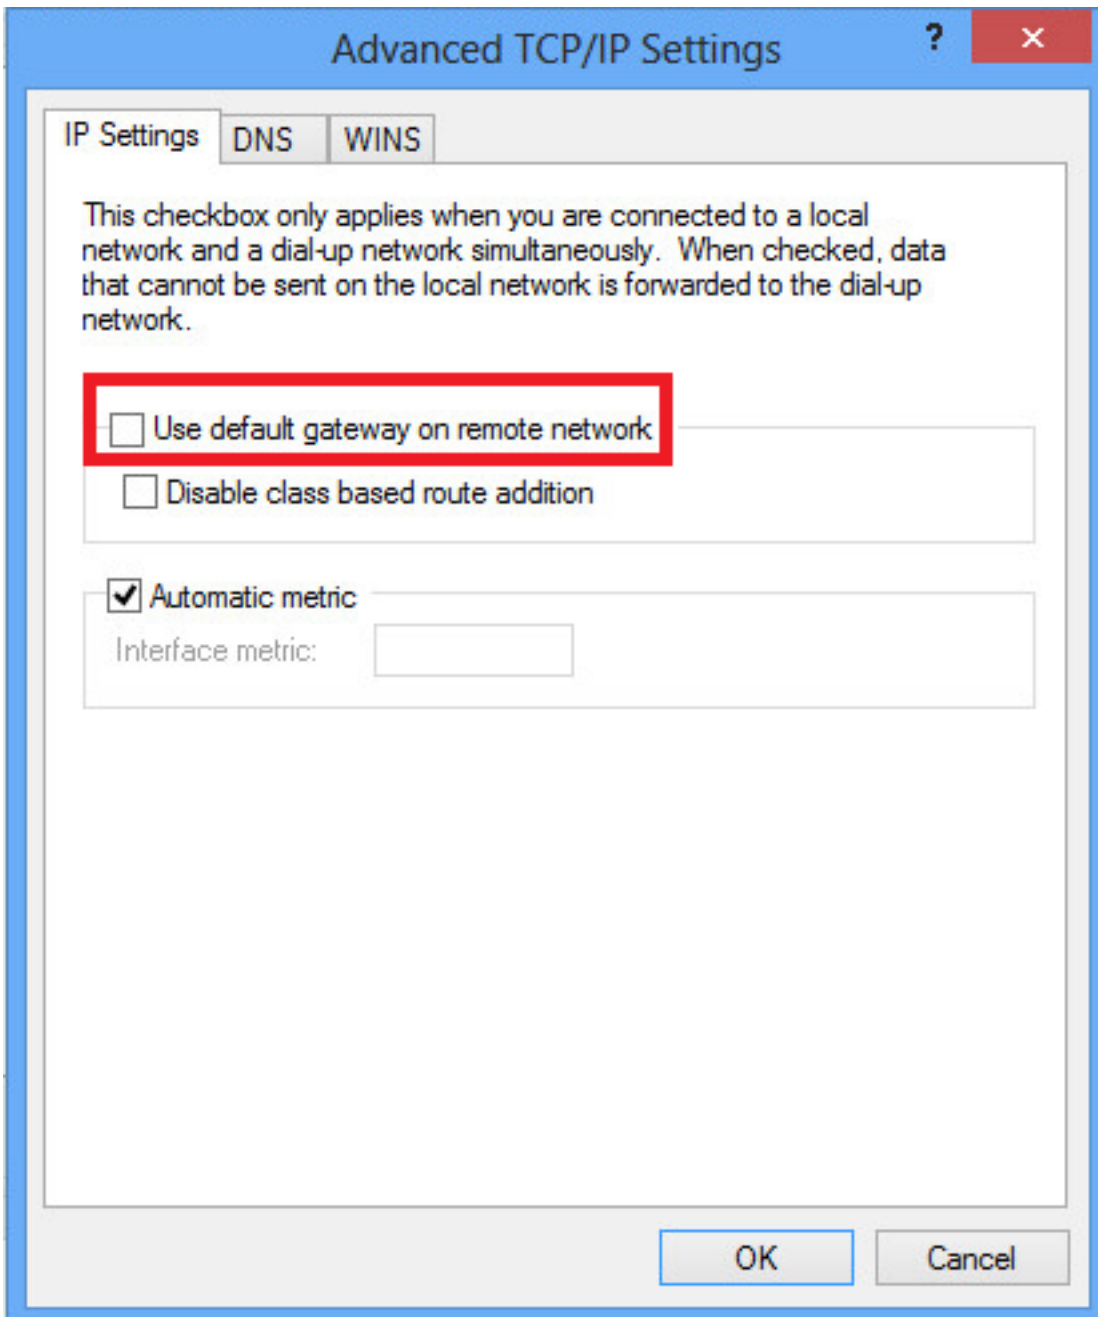 Advanced TCP/IP Settings
?
IP Settings
DNS
WINS
This checkbox only applies when you are connected to a local
network and a dial-up network simultaneously.  When checked, data
that cannot be sent on the local network is forwarded to the dial-up
network.
Use default gateway on remote network
Disable class based route addition
Automatic metric
Interface metric:
OK
Cancel